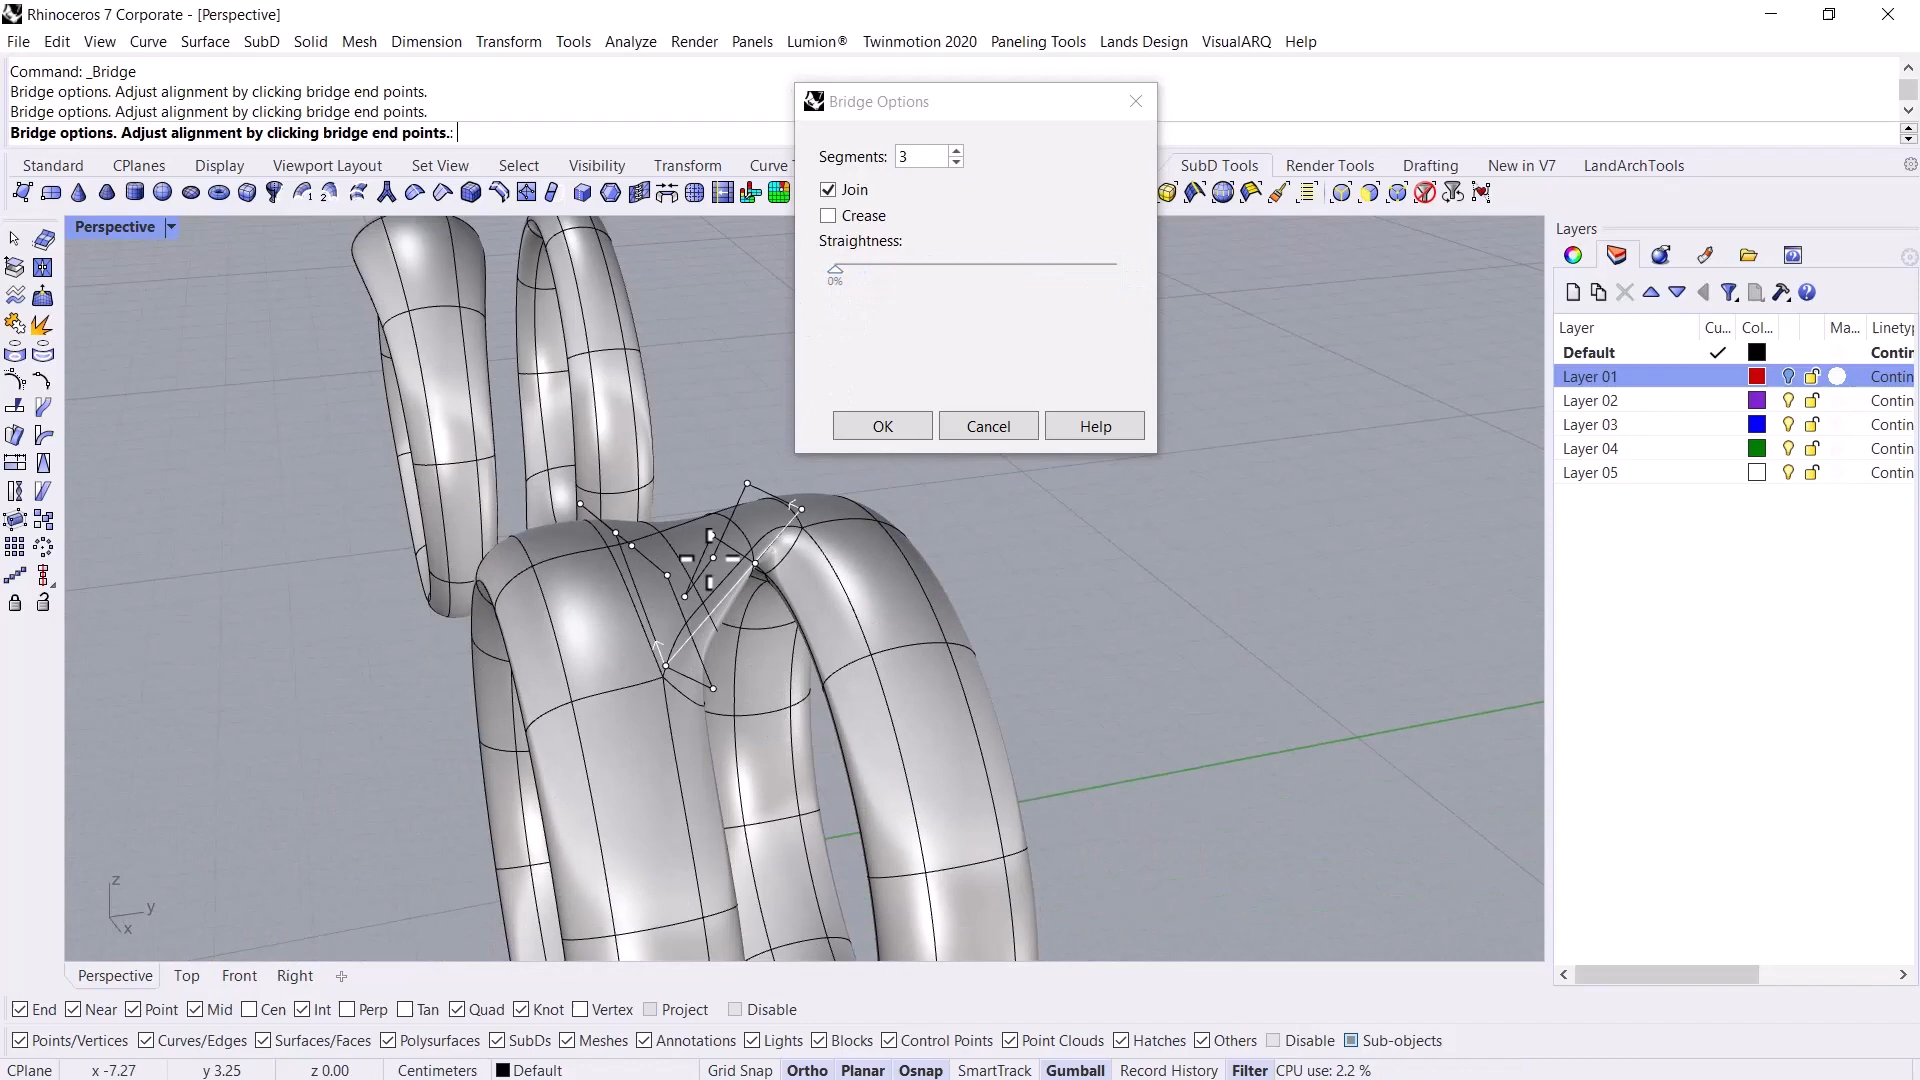 Rhinoceros 7 Corporate - [Perspective]
File Edit View Curve Surface SubD Solid Mesh Dimension Transform Tools Analyze Render Panels Lumion® Twinmotion 2020 Paneling Tools Lands Design VisualARQ Help
Command: _Bridge
Bridge options. Adjust alignment by clicking bridge end points.
Bridge options. Adjust alignment by clicking bridge end points.
Bridge options. Adjust alignment by clicking bridge end points.:
Bridge Options
Segments: 3
Join
Crease
Straightness:
0%
OK Cancel Help
Standard CPlanes Display Viewport Layout Set View Select Visibility Transform Curve SubD Tools Render Tools Drafting New in V7 LandArchTools
Perspective
z
y
x
Layers
Layer Cu... Col... Ma... Linety
Default Contin
Layer 01 Contin
Layer 02 Contin
Layer 03 Contin
Layer 04 Contin
Layer 05 Contin
Perspective Top Front Right
End Near Point Mid Cen Int Perp Tan Quad Knot Vertex Project Disable
Points/Vertices Curves/Edges Surfaces/Faces Polysurfaces SubDs Meshes Annotations Lights Blocks Control Points Point Clouds Hatches Others Disable Sub-objects
CPlane x -7.27 y 3.25 z 0.00 Centimeters Default Grid Snap Ortho Planar Osnap SmartTrack Gumball Record History Filter CPU use: 2.2 %